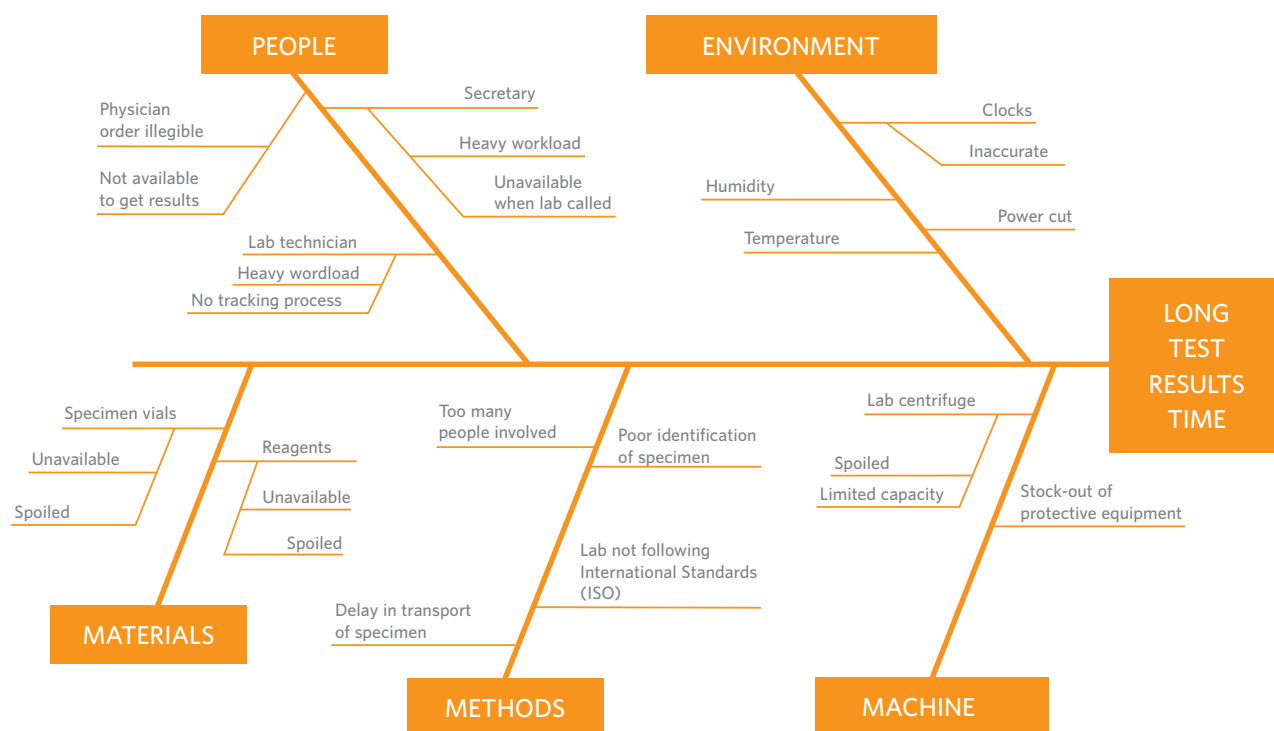 PEOPLE
ENVIRONMENT
Physician
order illegible
Not available
to get results
Secretary
Heavy workload
Unavailable
when lab called
Lab technician
Heavy wordload
No tracking process
Clocks
Inaccurate
Humidity
Power cut
Temperature
LONG
TEST
RESULTS
TIME
Specimen vials
Unavailable
Spoiled
Reagents
Unavailable
Spoiled
Too many
people involved
Poor identification
of specimen
Lab not following
International Standards
(ISO)
Delay in transport
of specimen
Lab centrifuge
Spoiled
Limited capacity
Stock-out of
protective equipment
MATERIALS
METHODS
MACHINE